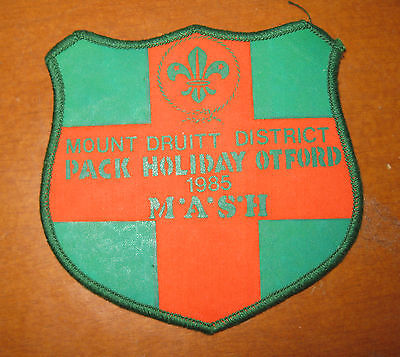 MOUNT DRUITT DISTRICT
PACK HOLIDAY OTFORD
1985
M*A*S*H